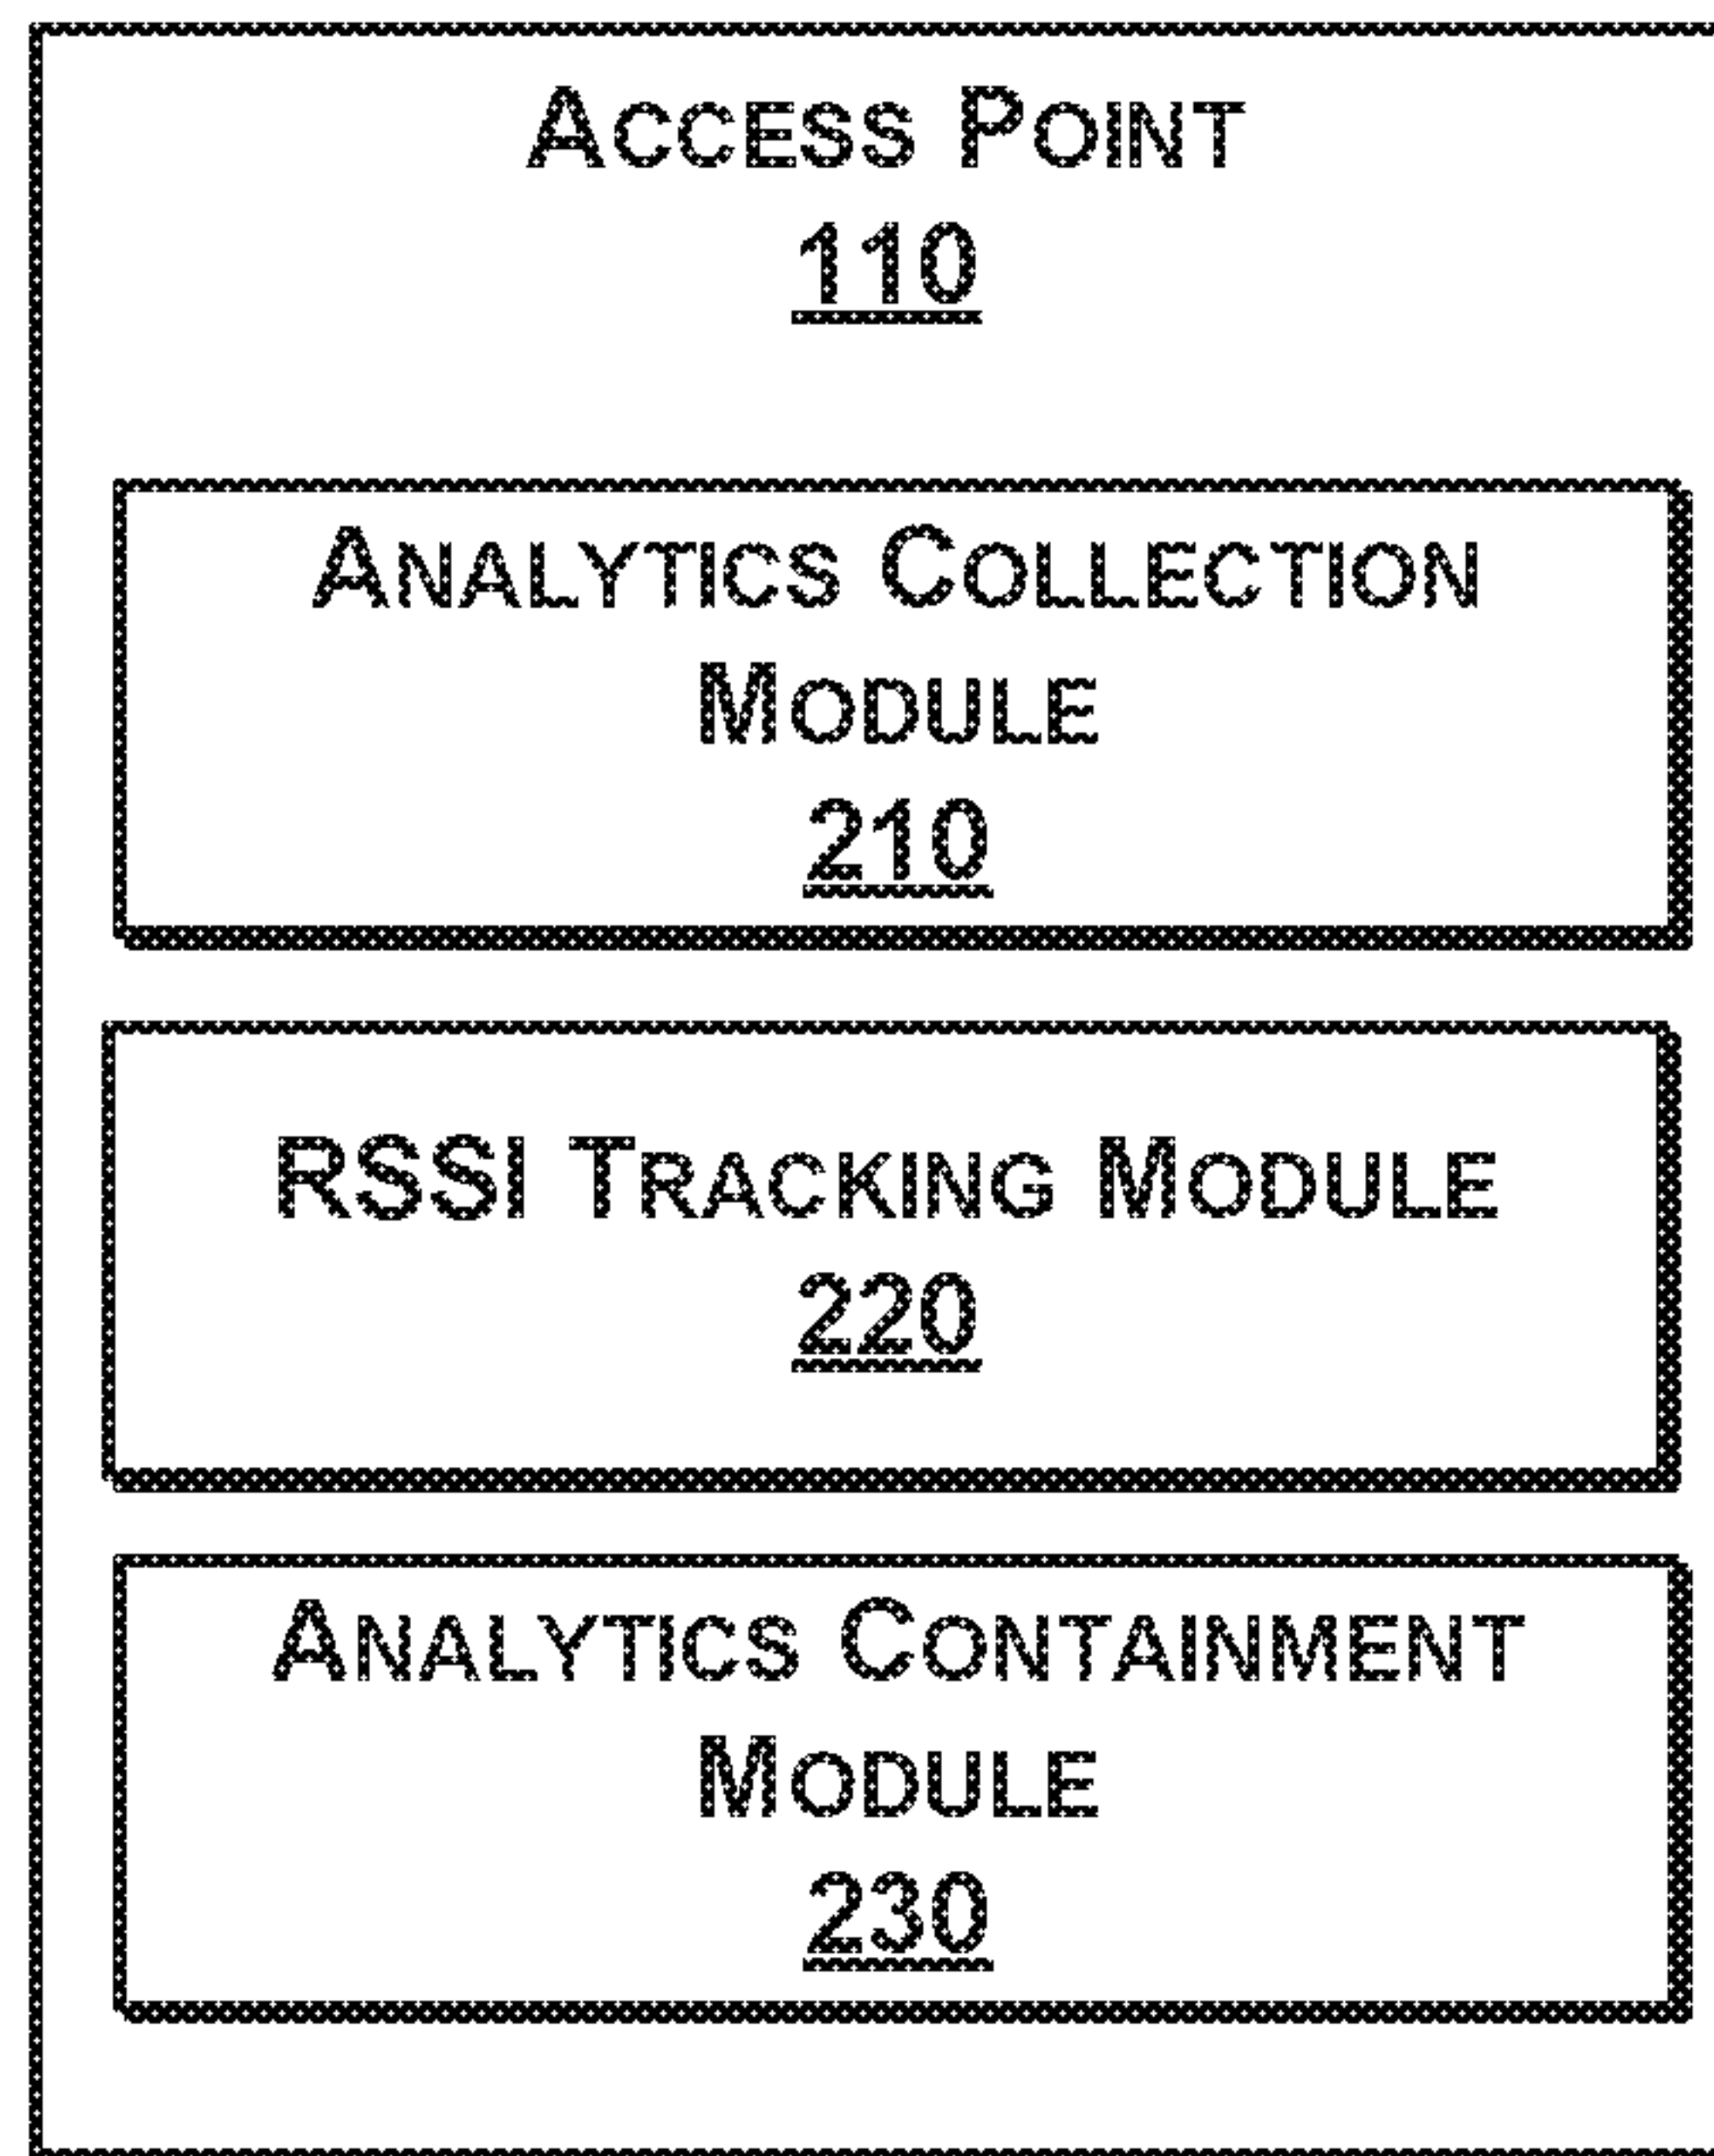 ACCESS POINT
110
ANALYTICS COLLECTION
MODULE
210
RSSI TRACKING MODULE
220
ANALYTICS CONTAINMENT
MODULE
230